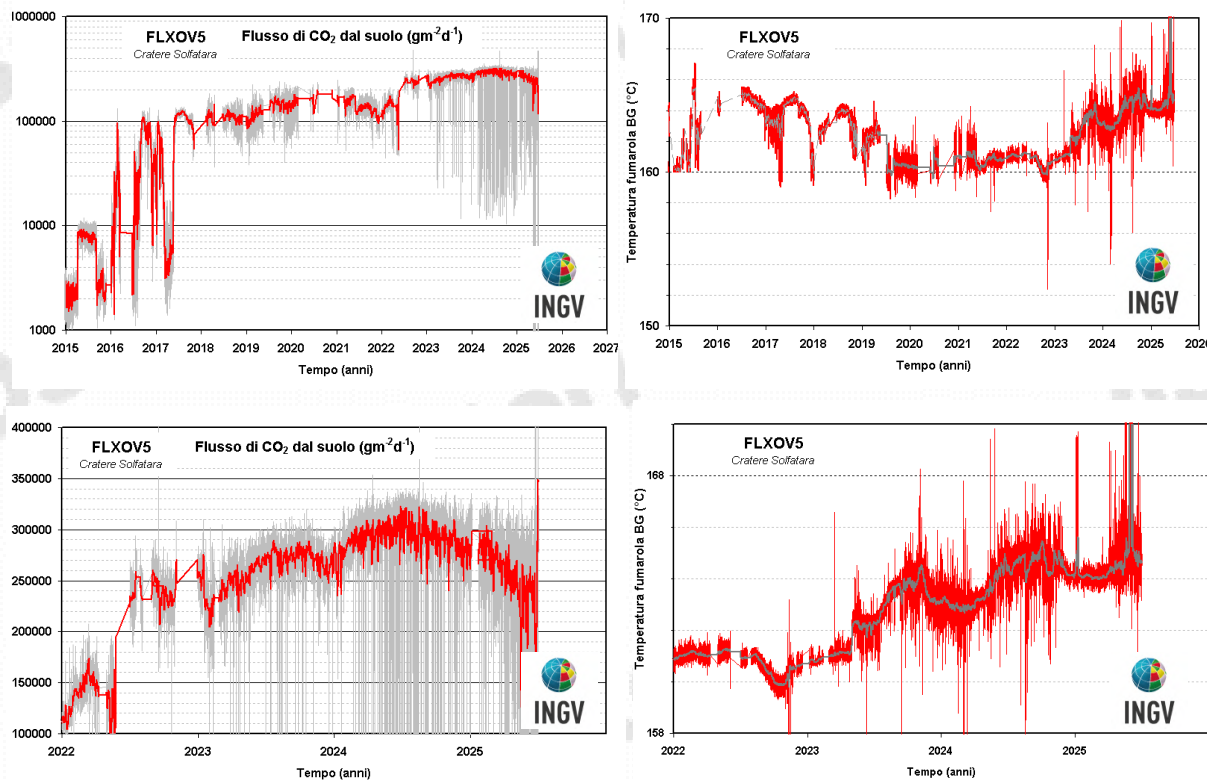 FLXOV5 Flusso di CO2 dal suolo (gm-2d-1)
Cratere Solfatara
1000000
100000
10000
1000
2015 2016 2017 2018 2019 2020 2021 2022 2023 2024 2025 2026 2027
Tempo (anni)
INGV
FLXOV5
Cratere Solfatara
Temperatura fumarola BG (°C)
170
160
150
2015 2016 2017 2018 2019 2020 2021 2022 2023 2024 2025 2026
Tempo (anni)
INGV
FLXOV5 Flusso di CO2 dal suolo (gm-2d-1)
Cratere Solfatara
400000
350000
300000
250000
200000
150000
100000
2022 2023 2024 2025
Tempo (anni)
INGV
FLXOV5
Cratere Solfatara
Temperatura fumarola BG (°C)
168
158
2022 2023 2024 2025
Tempo (anni)
INGV